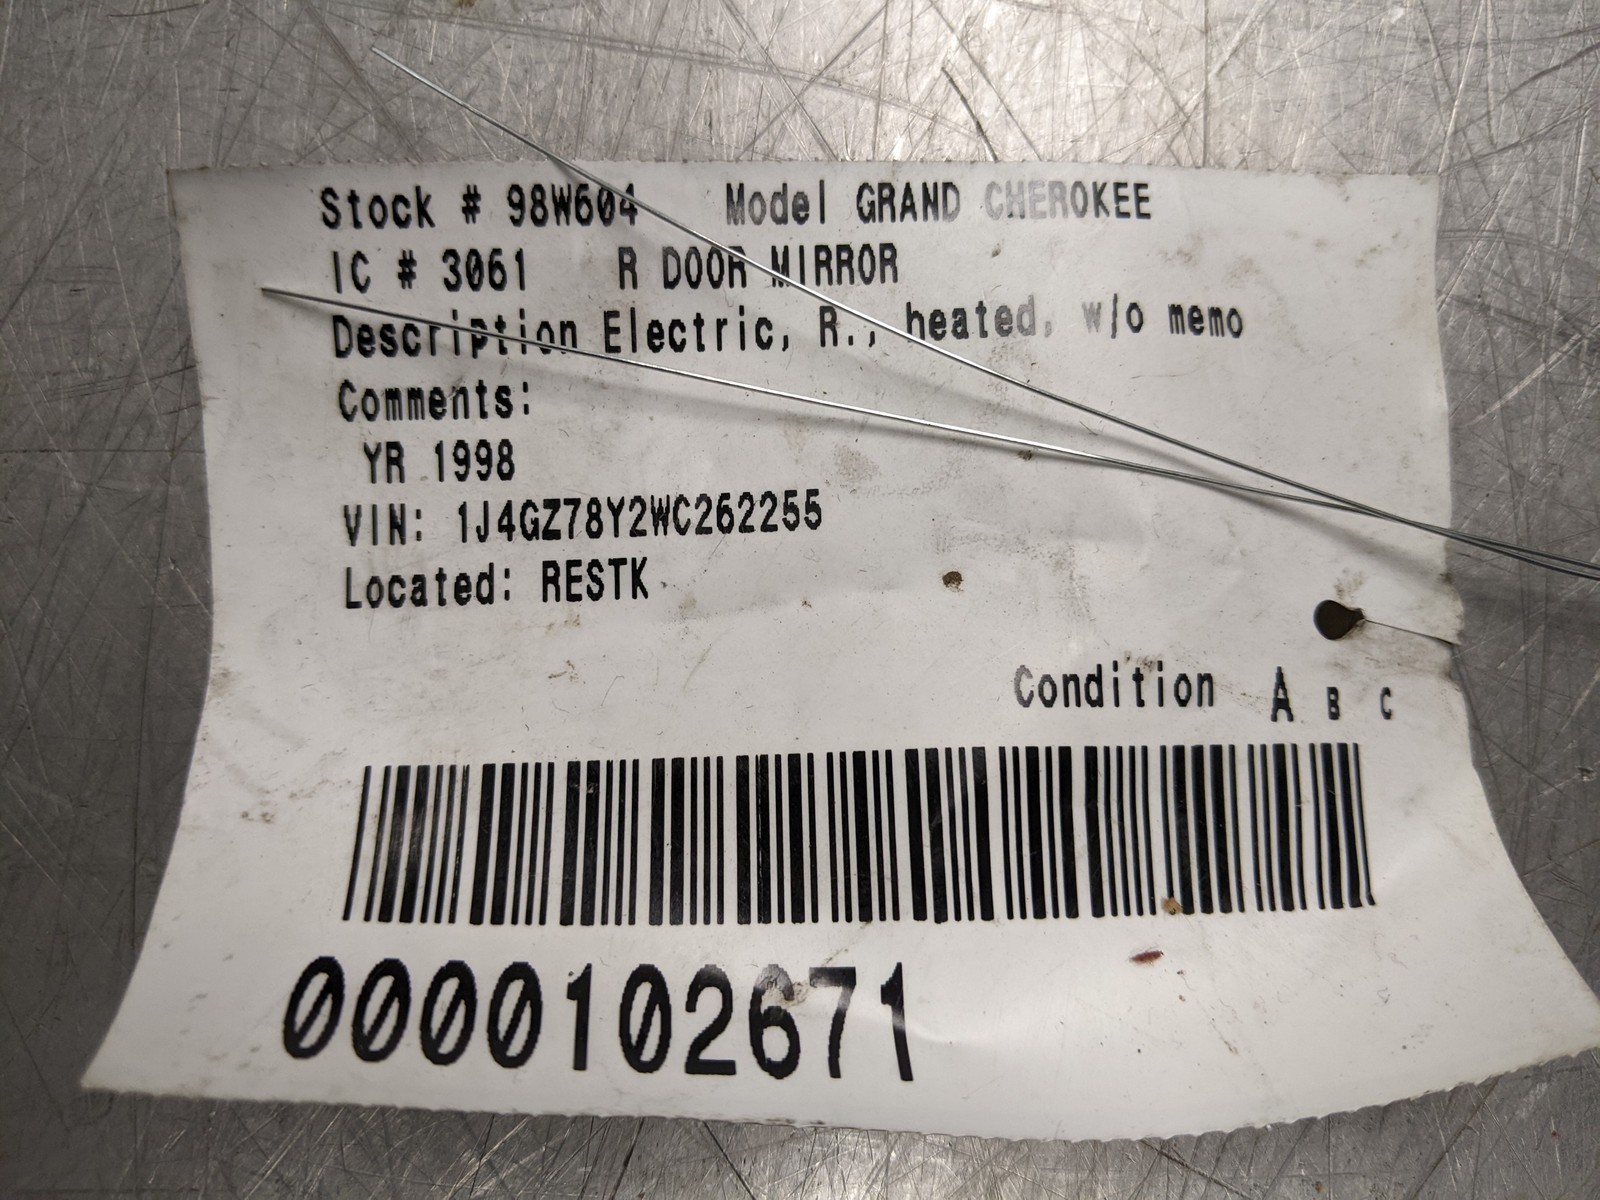 Stock # 98W604 Model GRAND CHEROKEE
IC # 3061 R DOOR MIRROR
Description Electric, R., heated, w/o memo
Comments:
YR 1998
VIN: 1J4GZ78Y2WC262255
Located: RESTK
Condition A B C
0000102671